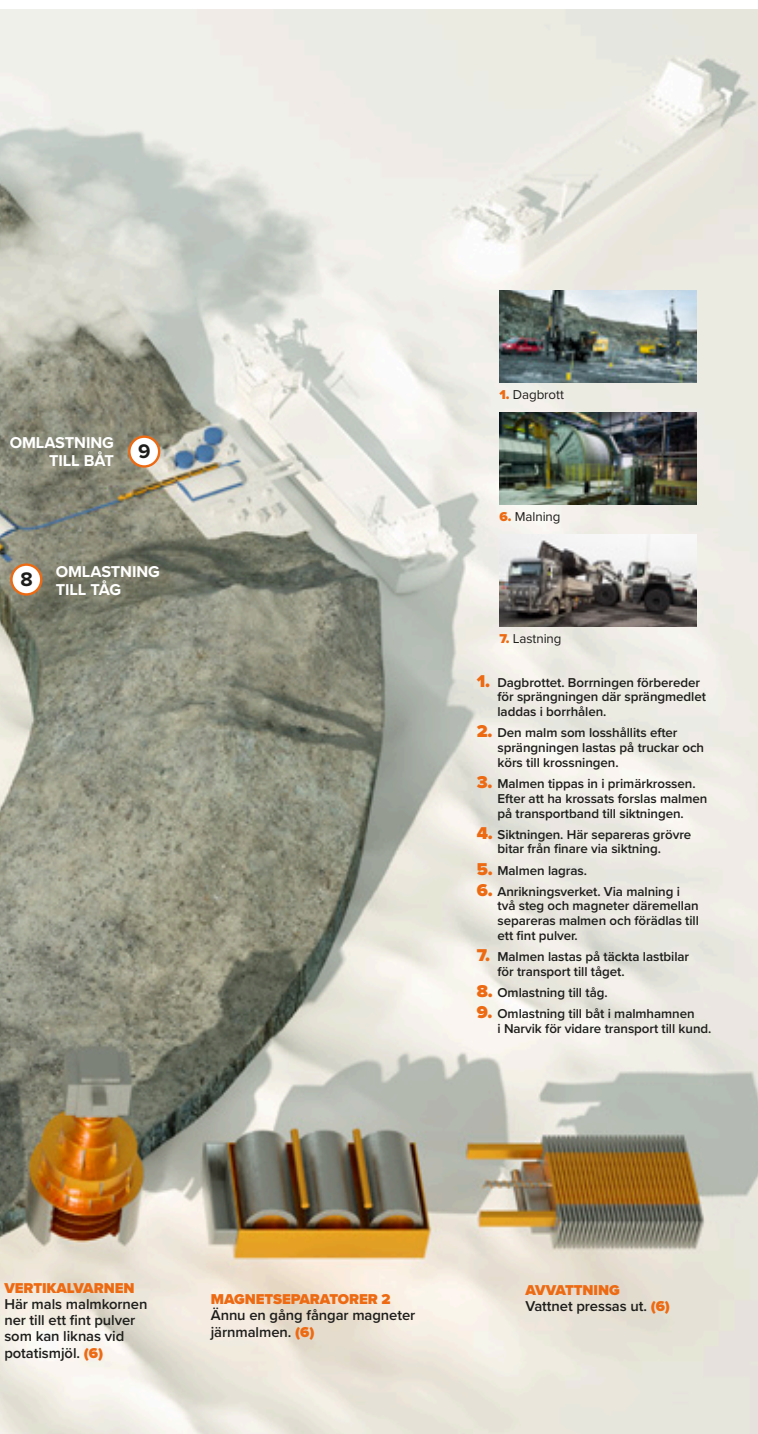 OMLASTNING
TILL BÅT
9
8
OMLASTNING
TILL TÅG
1. Dagbrott
6. Malning
7. Lastning
1. Dagbrottet. Borrningen förbereder
för sprängningen där sprängmedlet
laddas i borrhålen.
2. Den malm som losshållits efter
sprängningen lastas på truckar och
körs till krossningen.
3. Malmen tippas in i primärkrossen.
Efter att ha krossats forslas malmen
på transportband till siktningen.
4. Siktningen. Här separeras grövre
bitar från finare via siktning.
5. Malmen lagras.
6. Anrikningsverket. Via malning i
två steg och magneter däremellan
separeras malmen och förädlas till
ett fint pulver.
7. Malmen lastas på täckta lastbilar
för transport till tåget.
8. Omlastning till tåg.
9. Omlastning till båt i malmhamnen
i Narvik för vidare transport till kund.
VERTIKALVARNEN
Här mals malmkornen
ner till ett fint pulver
som kan liknas vid
potatismjöl. (6)
MAGNETSEPARATORER 2
Ännu en gång fångar magneter
järnmalmen. (6)
AVVATTNING
Vattnet pressas ut. (6)